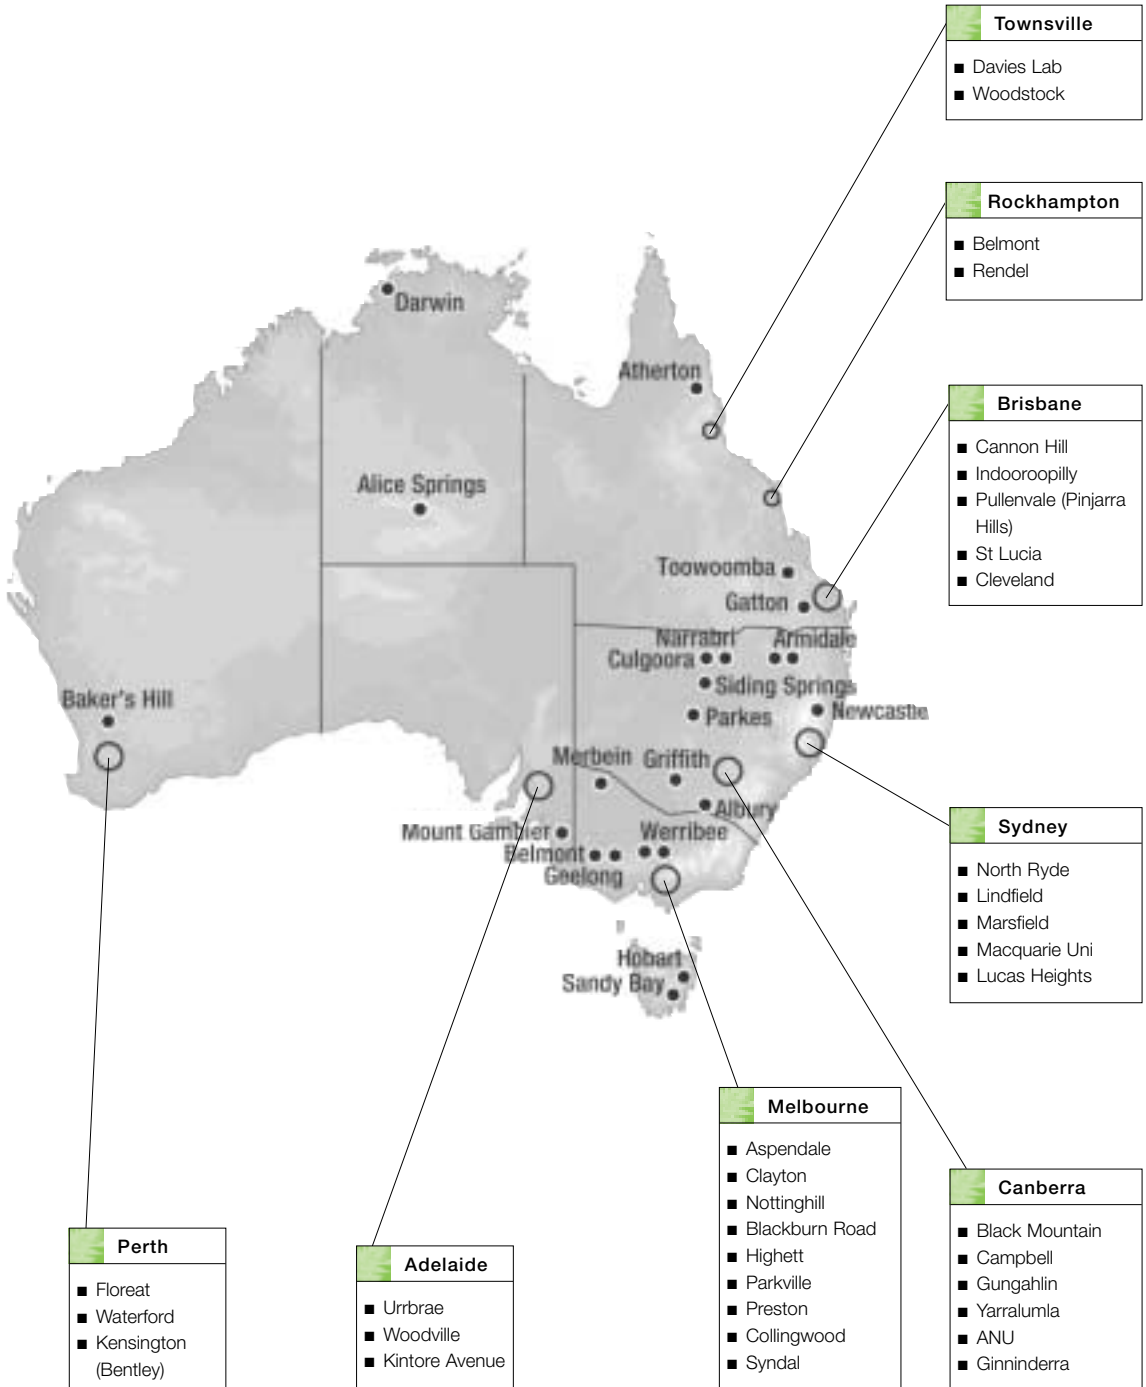 Townsville
■ Davies Lab
■ Woodstock
Rockhampton
■ Belmont
■ Rendel
Brisbane
■ Cannon Hill
■ Indooroopilly
■ Pullenvale (Pinjarra
Hills)
■ St Lucia
■ Cleveland
Darwin
Atherton
Alice Springs
Toowoomba
Gatton
Narrabri
Armidale
Culgoora
Siding Springs
Baker's Hill
Parkes
Newcastle
Merbein
Griffith
Albury
Mount Gambier
Werribee
Belmont
Geelong
Hobart
Sandy Bay
Sydney
■ North Ryde
■ Lindfield
■ Marsfield
■ Macquarie Uni
■ Lucas Heights
Melbourne
■ Aspendale
■ Clayton
■ Nottinghill
■ Blackburn Road
■ Highett
■ Parkville
■ Preston
■ Collingwood
■ Syndal
Canberra
■ Black Mountain
■ Campbell
■ Gungahlin
■ Yarralumla
■ ANU
■ Ginninderra
Perth
■ Floreat
■ Waterford
■ Kensington
(Bentley)
Adelaide
■ Urrbrae
■ Woodville
■ Kintore Avenue